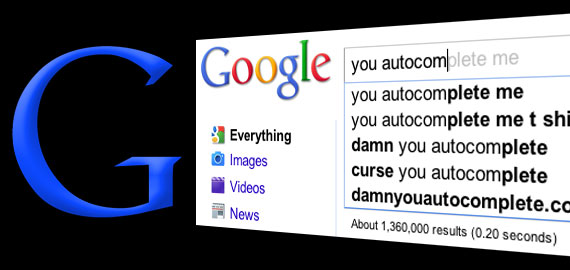 G
Google
you autocomplete me
you autocomplete me
you autocomplete me t shi
damn you autocomplete
curse you autocomplete
damnyouautocomplete.co
Everything
Images
Videos
News
About 1,360,000 results (0.20 seconds)